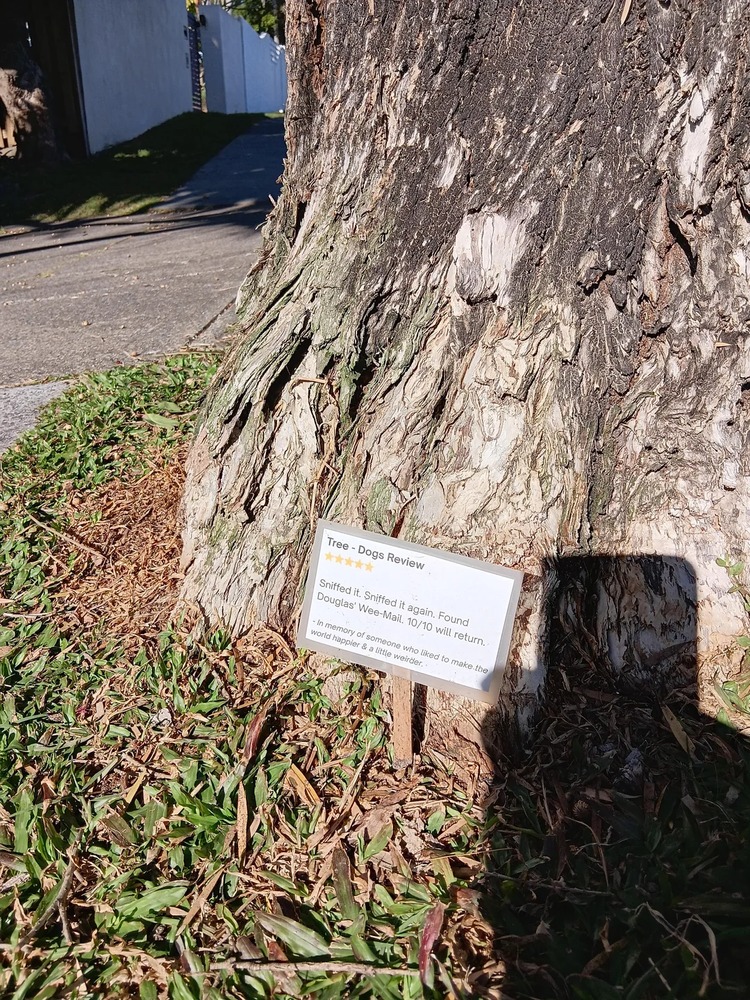 Tree - Dogs Review
Sniffed it. Sniffed it again. Found
Douglas' Wee-Mail. 10/10 will return.
- In memory of someone who liked to make the
world happier & a little weirder.